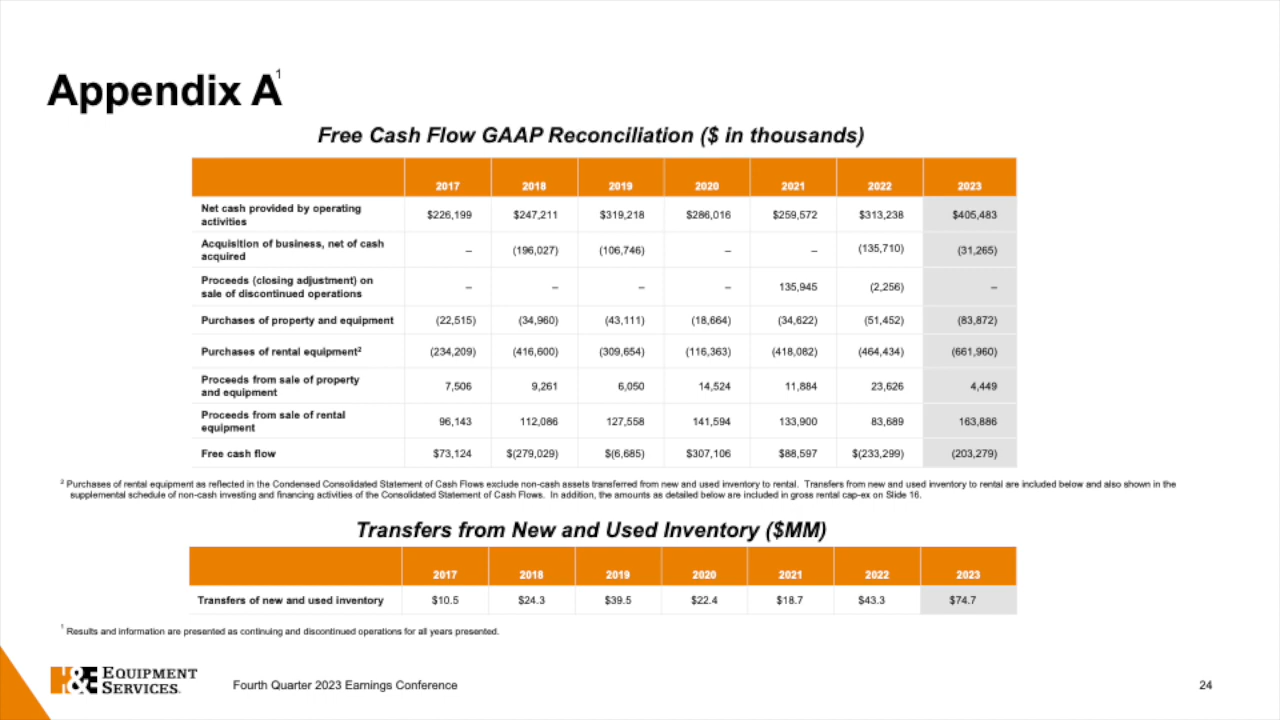 Appendix A1
Free Cash Flow GAAP Reconciliation ($ in thousands)
2017 2018 2019 2020 2021 2022 2023
Net cash provided by operating activities $226,199 $247,211 $319,218 $286,016 $259,572 $313,238 $405,483
Acquisition of business, net of cash acquired – (196,027) (106,746) – – (135,710) (31,265)
Proceeds (closing adjustment) on sale of discontinued operations – – – – 135,945 (2,256) –
Purchases of property and equipment (22,515) (34,960) (43,111) (18,664) (34,622) (51,452) (83,872)
Purchases of rental equipment2 (234,209) (416,600) (309,654) (116,363) (418,082) (464,434) (661,960)
Proceeds from sale of property and equipment 7,506 9,261 6,050 14,524 11,884 23,626 4,449
Proceeds from sale of rental equipment 96,143 112,086 127,558 141,594 133,900 83,689 163,886
Free cash flow $73,124 $(279,029) $(6,685) $307,106 $88,597 $(233,299) (203,279)
2 Purchases of rental equipment as reflected in the Condensed Consolidated Statement of Cash Flows exclude non-cash assets transferred from new and used inventory to rental. Transfers from new and used inventory to rental are included below and also shown in the
supplemental schedule of non-cash investing and financing activities of the Consolidated Statement of Cash Flows. In addition, the amounts as detailed below are included in gross rental cap-ex on Slide 16.
Transfers from New and Used Inventory ($MM)
2017 2018 2019 2020 2021 2022 2023
Transfers of new and used inventory $10.5 $24.3 $39.5 $22.4 $18.7 $43.3 $74.7
1 Results and information are presented as continuing and discontinued operations for all years presented.
H&E EQUIPMENT
SERVICES.
Fourth Quarter 2023 Earnings Conference
24